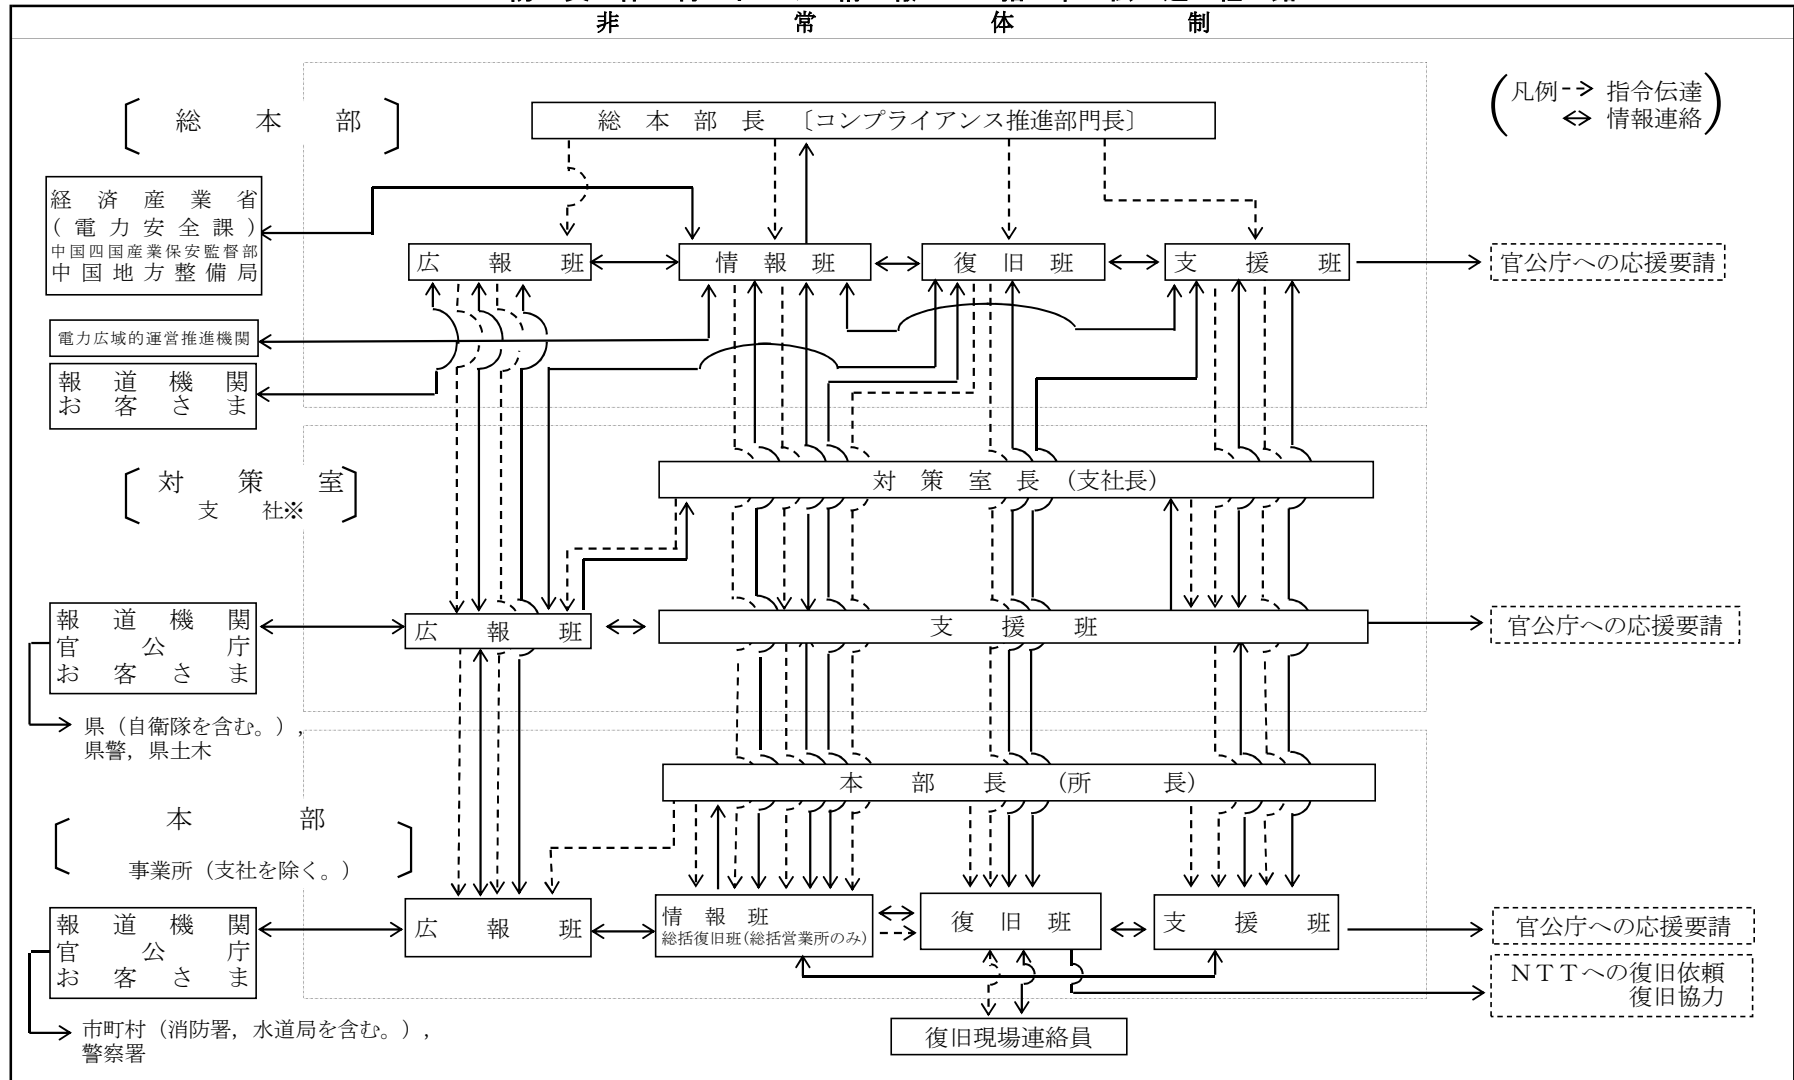 非常体制
凡例 指令伝達
情報連絡
総本部
総本部長〔コンプライアンス推進部門長〕
経済産業省
(電力安全課)
中国四国産業保安監督部
中国地方整備局
広報班
情報班
復旧班
支援班
官公庁への応援要請
電力広域的運営推進機関
報道機関
お客さま
対策室
支社※
対策室長（支社長）
報道機関
官公庁
お客さま
広報班
支援班
官公庁への応援要請
県（自衛隊を含む。），
県警，県土木
本部長（所長）
本部
事業所（支社を除く。）
報道機関
官公庁
お客さま
広報班
情報班
総括復旧班(総括営業所のみ)
復旧班
支援班
官公庁への応援要請
ＮＴＴへの復旧依頼
復旧協力
市町村（消防署，水道局を含む。），
警察署
復旧現場連絡員